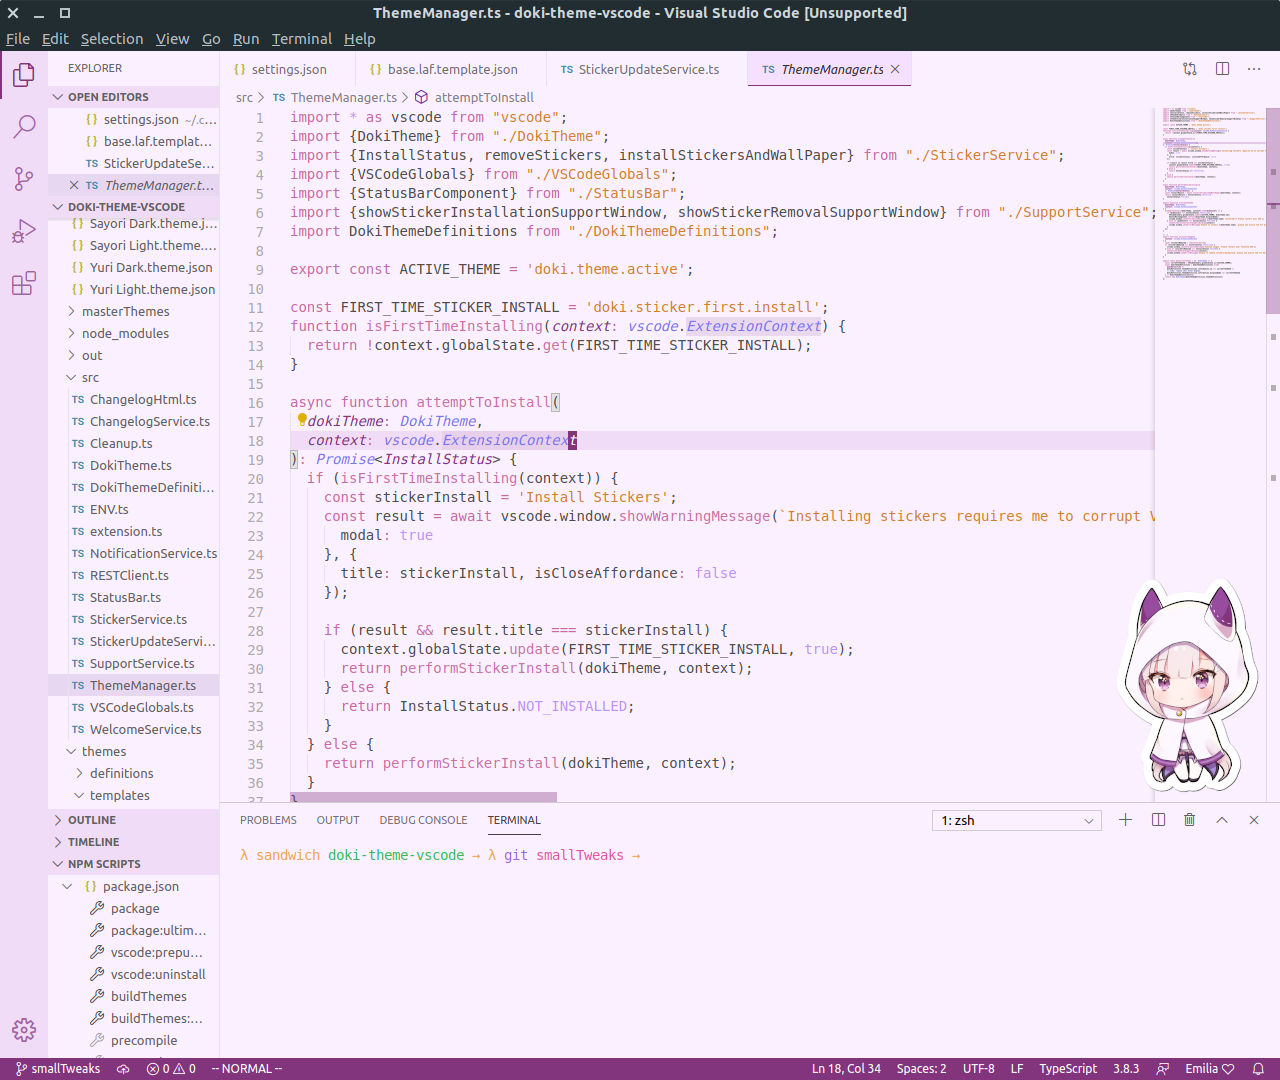 ThemeManager.ts - doki-theme-vscode - Visual Studio Code [Unsupported]
File Edit Selection View Go Run Terminal Help
EXPLORER
OPEN EDITORS
settings.json ~/.c...
base.laf.templat...
StickerUpdateSe...
ThemeManager.t...
DOKI-THEME-VSCODE
Sayori Dark.theme.j...
Sayori Light.theme....
Yuri Dark.theme.json
Yuri Light.theme.json
masterThemes
node_modules
out
src
TS ChangelogHtml.ts
TS ChangelogService.ts
TS Cleanup.ts
TS DokiTheme.ts
TS DokiThemeDefiniti...
TS ENV.ts
TS extension.ts
TS NotificationService.ts
TS RESTClient.ts
TS StatusBar.ts
TS StickerService.ts
TS StickerUpdateServi...
TS SupportService.ts
TS ThemeManager.ts
TS VSCodeGlobals.ts
TS WelcomeService.ts
themes
definitions
templates
OUTLINE
TIMELINE
NPM SCRIPTS
package.json
package
package:ultim...
vscode:prepu...
vscode:uninstall
buildThemes
buildThemes:...
precompile
{} settings.json {} base.laf.template.json TS StickerUpdateService.ts TS ThemeManager.ts
src > TS ThemeManager.ts > attemptToInstall
1 import * as vscode from "vscode";
2 import {DokiTheme} from "./DokiTheme";
3 import {InstallStatus, removeStickers, installStickersAndWallPaper} from "./StickerService";
4 import {VSCodeGlobals} from "./VSCodeGlobals";
5 import {StatusBarComponent} from "./StatusBar";
6 import {showStickerInstallationSupportWindow, showStickerRemovalSupportWindow} from "./SupportService";
7 import DokiThemeDefinitions from "./DokiThemeDefinitions";
8
9 export const ACTIVE_THEME = 'doki.theme.active';
10
11 const FIRST_TIME_STICKER_INSTALL = 'doki.sticker.first.install';
12 function isFirstTimeInstalling(context: vscode.ExtensionContext) {
13 return !context.globalState.get(FIRST_TIME_STICKER_INSTALL);
14 }
15
16 async function attemptToInstall(
17 dokiTheme: DokiTheme,
18 context: vscode.ExtensionContext
19 ): Promise<InstallStatus> {
20 if (isFirstTimeInstalling(context)) {
21 const stickerInstall = 'Install Stickers';
22 const result = await vscode.window.showWarningMessage(`Installing stickers requires me to corrupt V
23 modal: true
24 }, {
25 title: stickerInstall, isCloseAffordance: false
26 });
27
28 if (result && result.title === stickerInstall) {
29 context.globalState.update(FIRST_TIME_STICKER_INSTALL, true);
30 return performStickerInstall(dokiTheme, context);
31 } else {
32 return InstallStatus.NOT_INSTALLED;
33 }
34 } else {
35 return performStickerInstall(dokiTheme, context);
36 }
37 }
PROBLEMS OUTPUT DEBUG CONSOLE TERMINAL
1: zsh
λ sandwich doki-theme-vscode → λ git smallTweaks →
smallTweaks 0 0 -- NORMAL -- Ln 18, Col 34 Spaces: 2 UTF-8 LF TypeScript 3.8.3 Emilia ♡